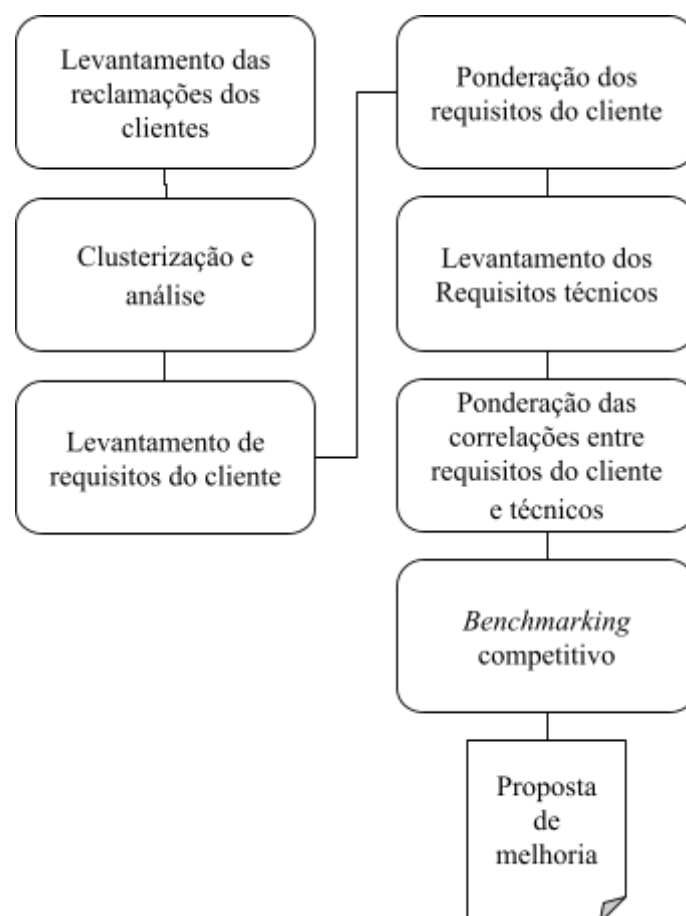 Levantamento das
reclamações dos
clientes
Clusterização e
análise
Levantamento de
requisitos do cliente
Ponderação dos
requisitos do cliente
Levantamento dos
Requisitos técnicos
Ponderação das
correlações entre
requisitos do cliente
e técnicos
Benchmarking
competitivo
Proposta
de
melhoria